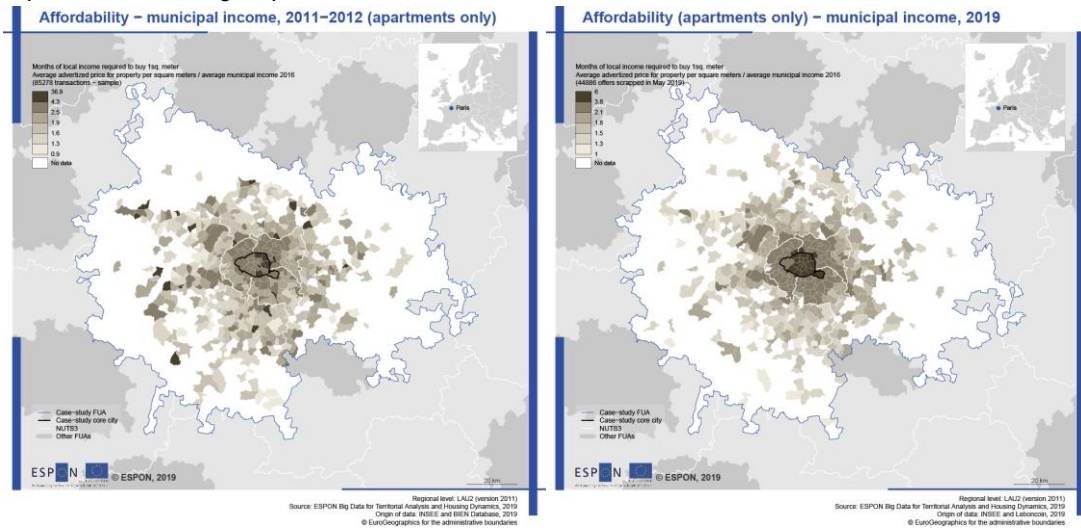 Affordability – municipal income, 2011–2012 (apartments only)
Months of local income required to buy 1sq. meter
Average advertized price for property per square meters / average municipal income 2016
(85278 transactions – sample)
36.9
4.3
2.5
1.9
1.6
1.3
0.9
No data
Paris
Case–study FUA
Case–study core city
NUTS3
Other FUAs
ESPON
© ESPON, 2019
20 km
Regional level: LAU2 (version 2011)
Source: ESPON Big Data for Territorial Analysis and Housing Dynamics, 2019
Origin of data: INSEE and BIEN Database, 2019
© EuroGeographics for the administrative boundaries
Affordability (apartments only) – municipal income, 2019
Months of local income required to buy 1sq. meter
Average advertized price for property per square meters / average municipal income 2016
(44886 offers scrapped in May 2019)
6
3.8
2.1
1.8
1.5
1.3
1
No data
Paris
Case–study FUA
Case–study core city
NUTS3
Other FUAs
ESPON
© ESPON, 2019
20 km
Regional level: LAU2 (version 2011)
Source: ESPON Big Data for Territorial Analysis and Housing Dynamics, 2019
Origin of data: INSEE and Leboncoin, 2019
© EuroGeographics for the administrative boundaries